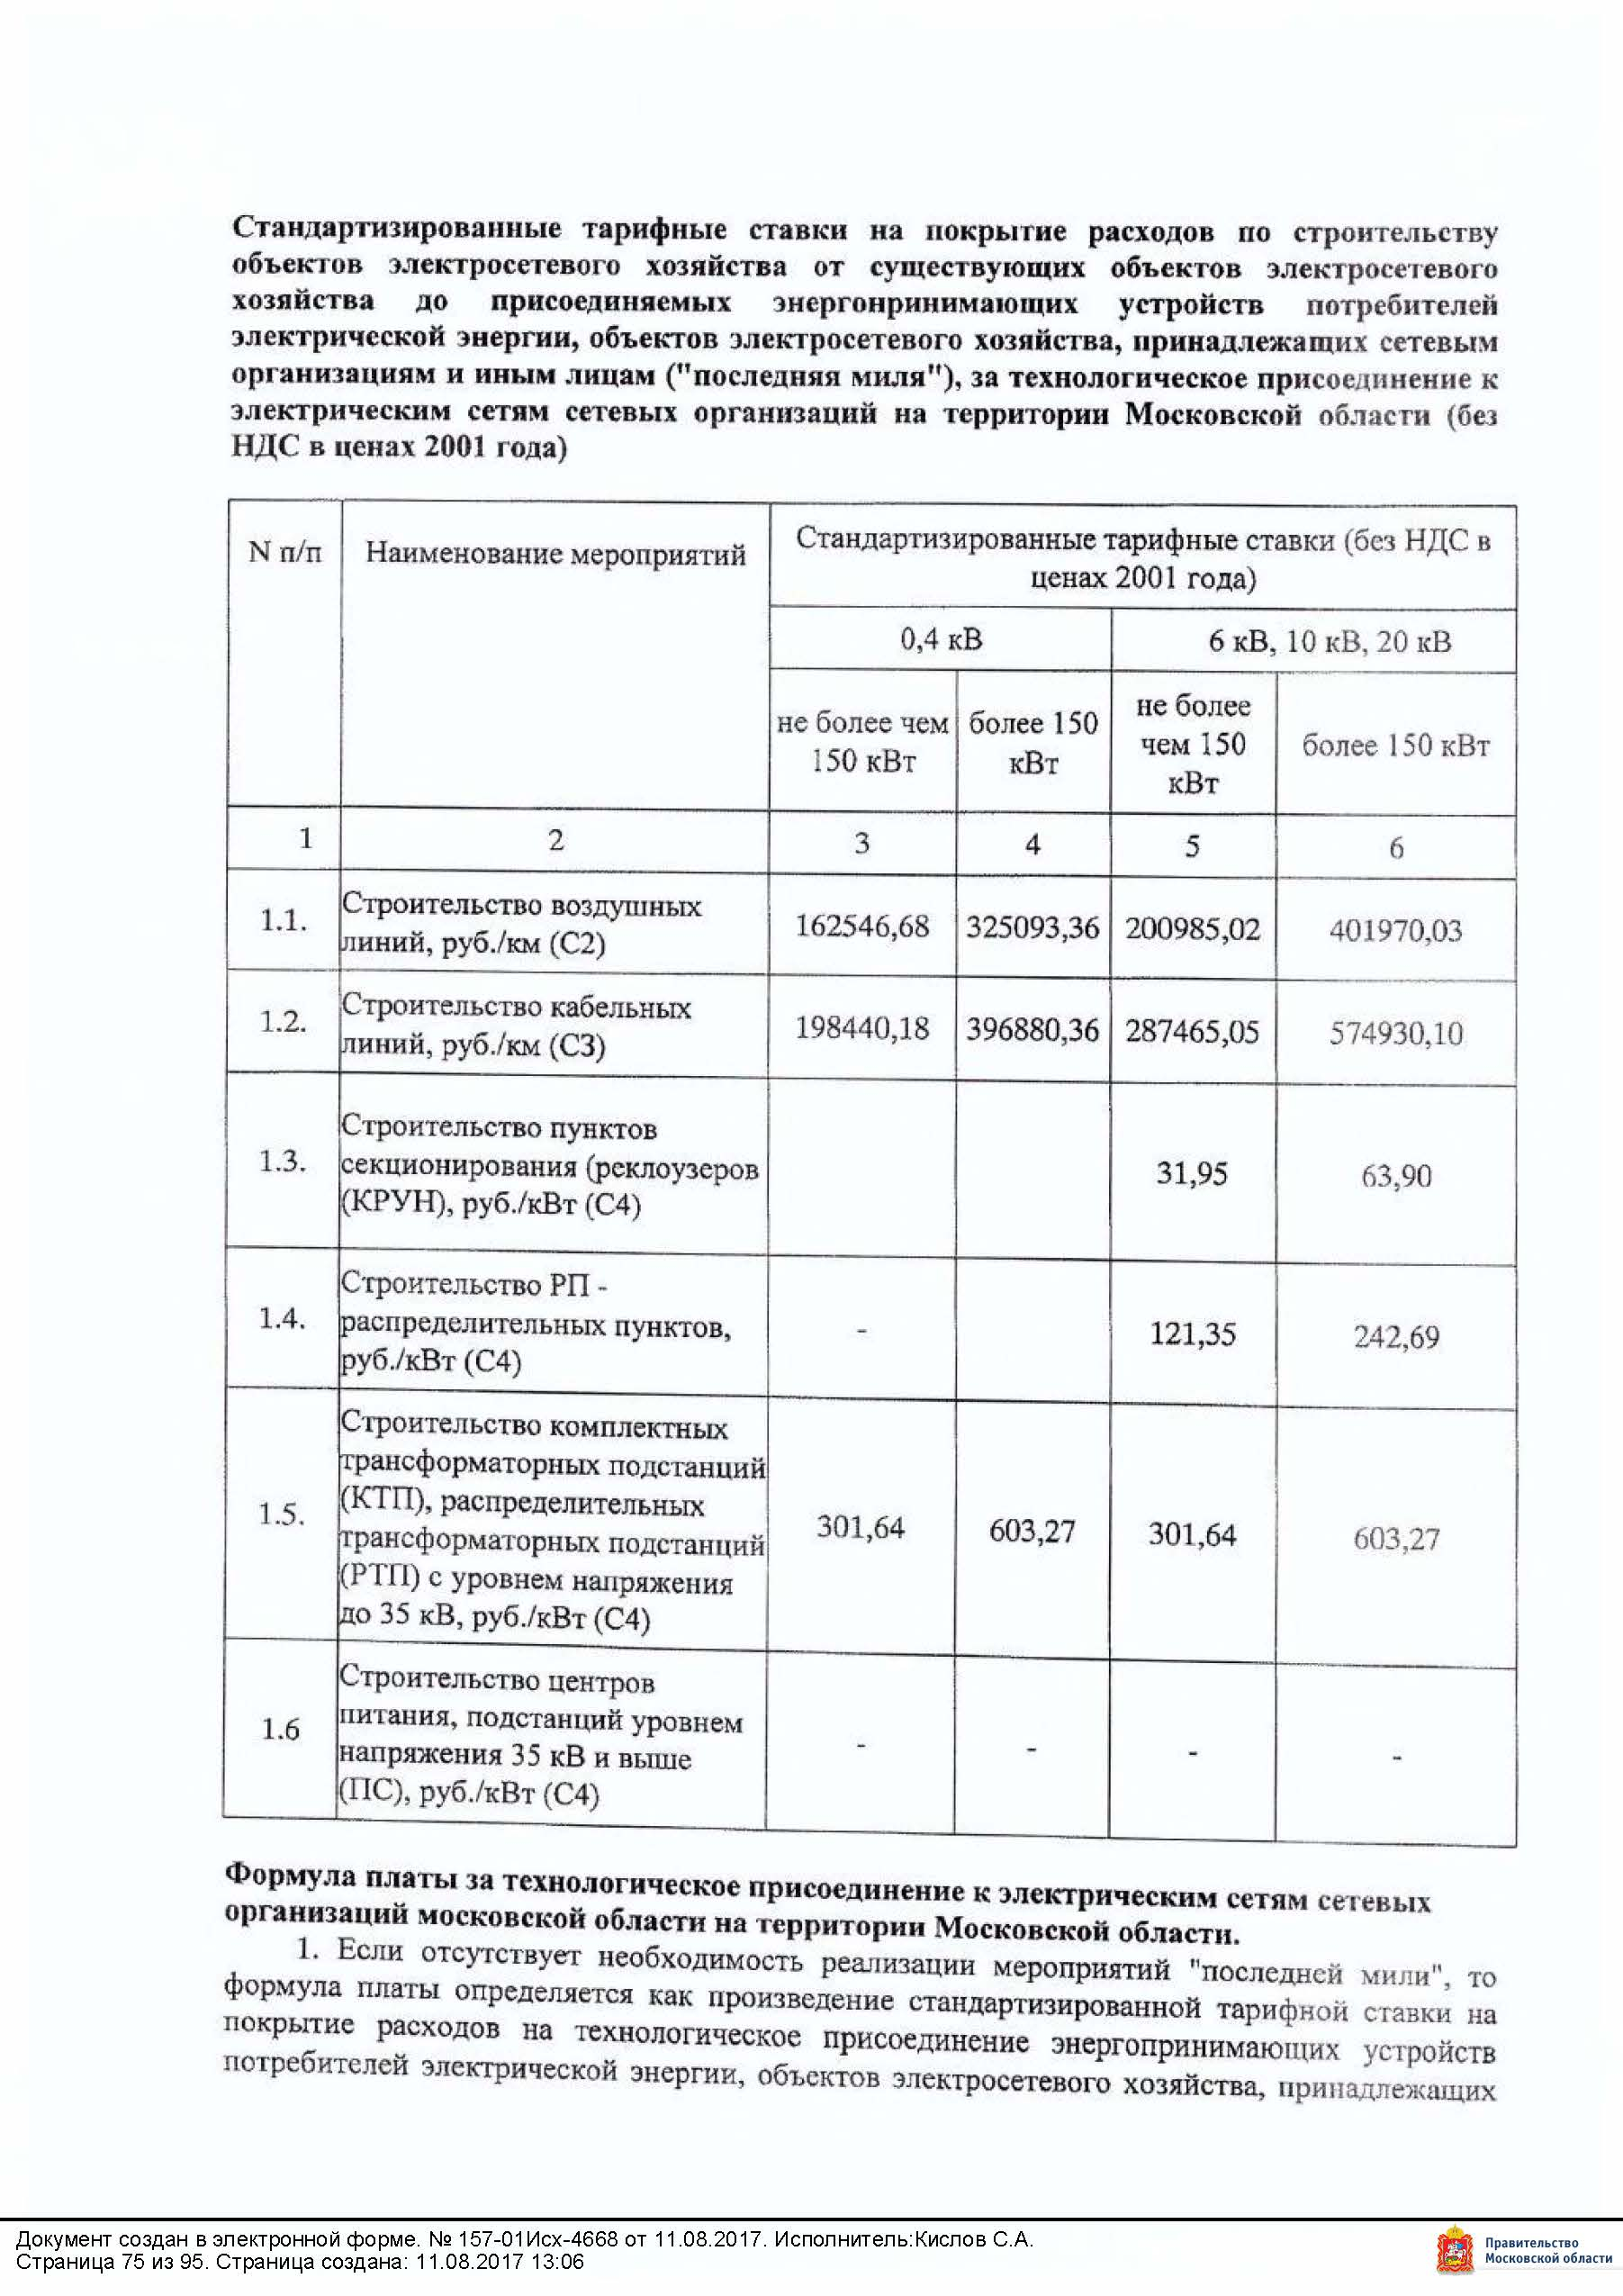 Стандартизированные тарифные ставки на покрытие расходов по строительству
объектов электросетевого хозяйства от существующих объектов электросетевого
хозяйства до присоединяемых энергонринимающих устройств потребителей
электрической энергии, объектов электросетевого хозяйства, принадлежащих сетевым
организациям и иным лицам ("последняя миля"), за технологическое присоединение к
электрическим сетям сетевых организаций на территории Московской области (без
НДС в ценах 2001 года)
N п/п
Наименование мероприятий
Стандартизированные тарифные ставки (без НДС в
ценах 2001 года)
0,4 кВ
6 кВ, 10 кВ, 20 кВ
не более чем
150 кВт
более 150
кВт
не более
чем 150
кВт
более 150 кВт
1 2 3 4 5 6
1.1.
Строительство воздушных
линий, руб./км (С2)
162546,68 325093,36 200985,02 401970,03
1.2.
Строительство кабельных
линий, руб./км (С3)
198440,18 396880,36 287465,05 574930,10
1.3.
Строительство пунктов
секционирования (реклоузеров
(КРУН), руб./кВт (С4)
31,95 63,90
1.4.
Строительство РП -
распределительных пунктов,
руб./кВт (С4)
- 121,35 242,69
1.5.
Строительство комплектных
трансформаторных подстанций
(КТП), распределительных
трансформаторных подстанций
(РТП) с уровнем напряжения
до 35 кВ, руб./кВт (С4)
301,64 603,27 301,64 603,27
1.6
Строительство центров
питания, подстанций уровнем
напряжения 35 кВ и выше
(ПС), руб./кВт (С4)
- - - -
Формула платы за технологическое присоединение к электрическим сетям сетевых
организаций московской области на территории Московской области.
1. Если отсутствует необходимость реализации мероприятий "последней мили", то
формула платы определяется как произведение стандартизированной тарифной ставки на
покрытие расходов на технологическое присоединение энергопринимающих устройств
потребителей электрической энергии, объектов электросетевого хозяйства, принадлежащих
Документ создан в электронной форме. № 157-01Исх-4668 от 11.08.2017. Исполнитель:Кислов С.А.
Страница 75 из 95. Страница создана: 11.08.2017 13:06
Правительство
Московской области